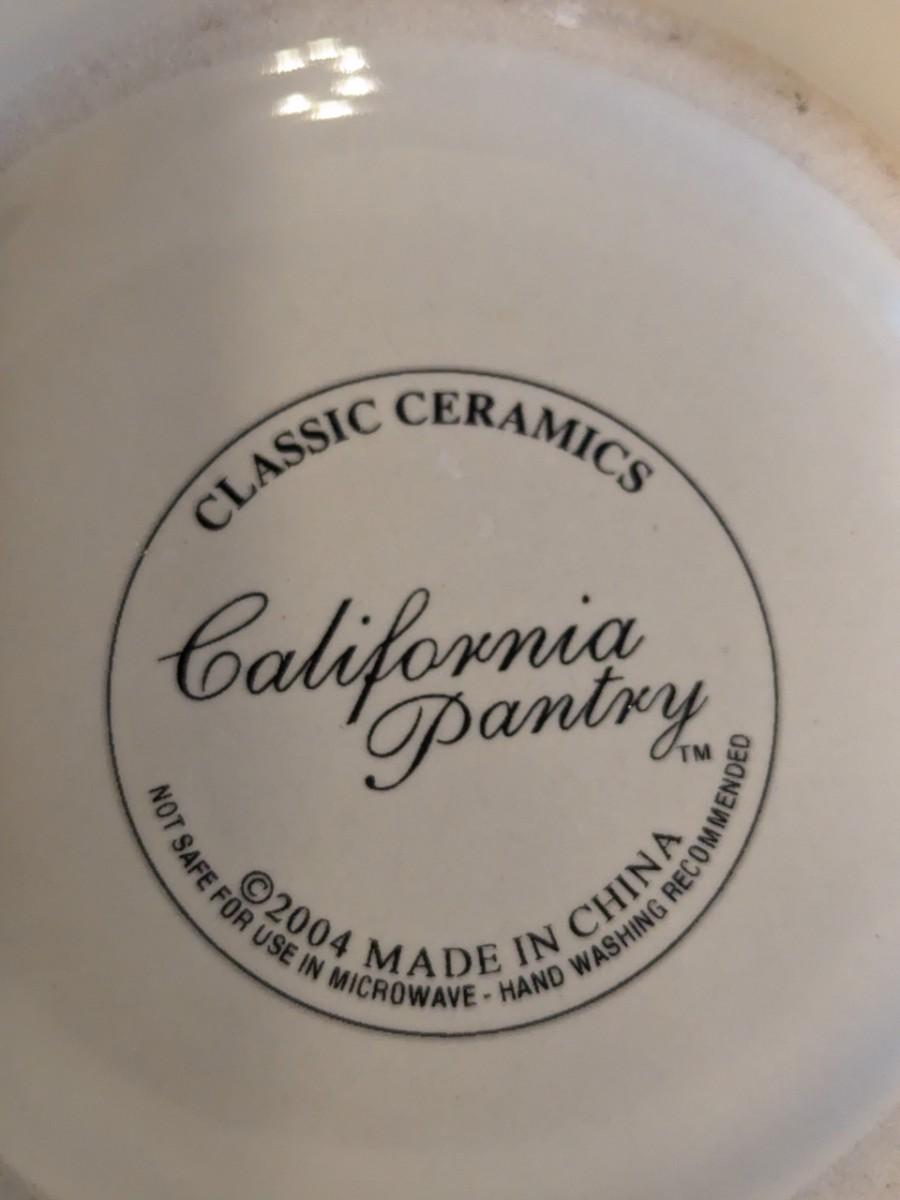 CLASSIC CERAMICS
California
Pantry
TM
©2004 MADE IN CHINA
NOT SAFE FOR USE IN MICROWAVE - HAND WASHING RECOMMENDED